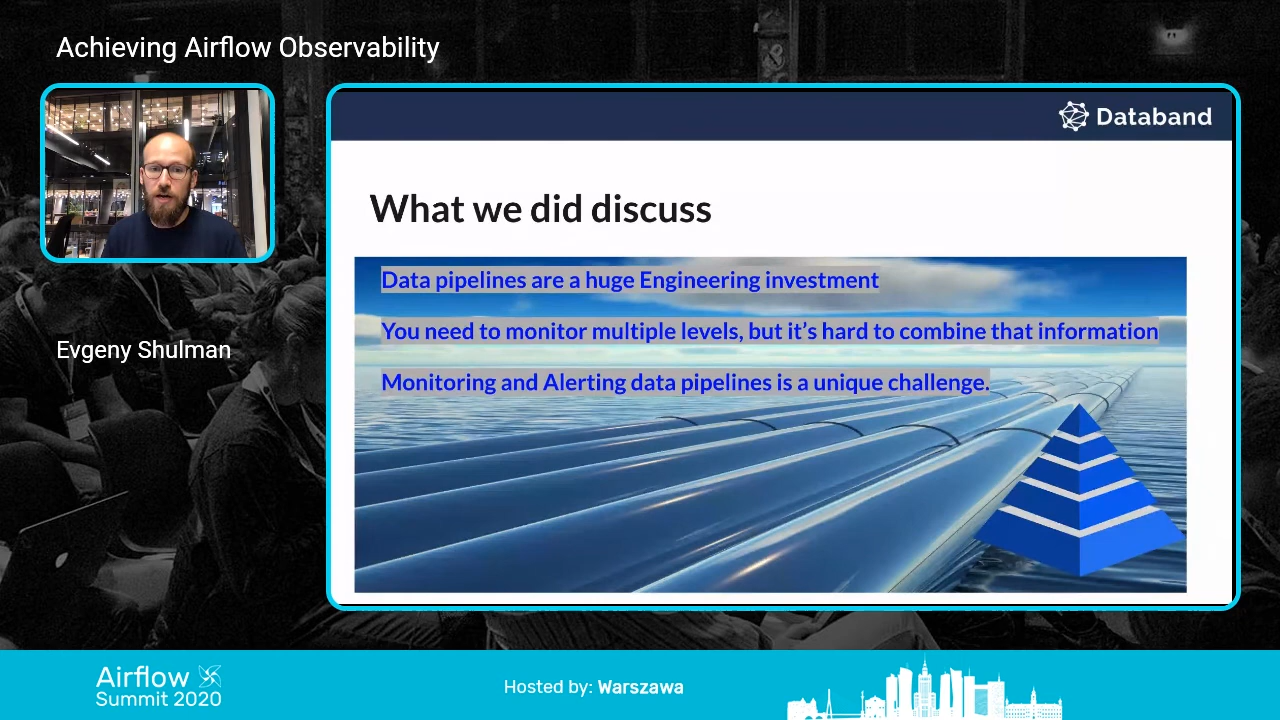 Achieving Airflow Observability
Databand
What we did discuss
Data pipelines are a huge Engineering investment
You need to monitor multiple levels, but it’s hard to combine that information
Monitoring and Alerting data pipelines is a unique challenge.
Evgeny Shulman
Airflow
Summit 2020
Hosted by: Warszawa